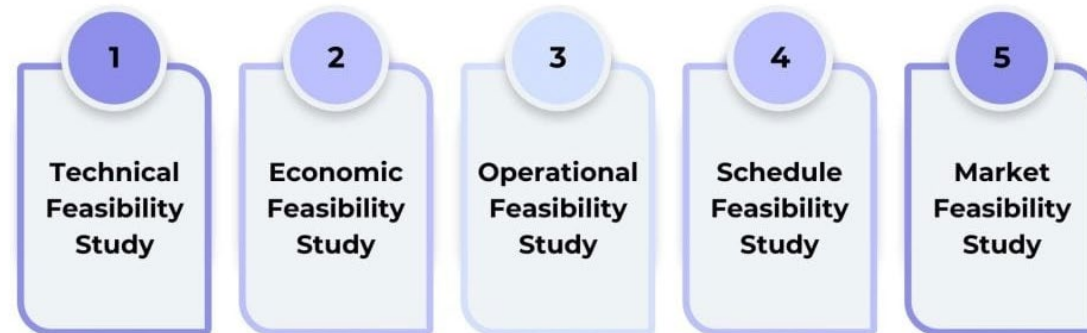 1
Technical
Feasibility
Study
2
Economic
Feasibility
Study
3
Operational
Feasibility
Study
4
Schedule
Feasibility
Study
5
Market
Feasibility
Study